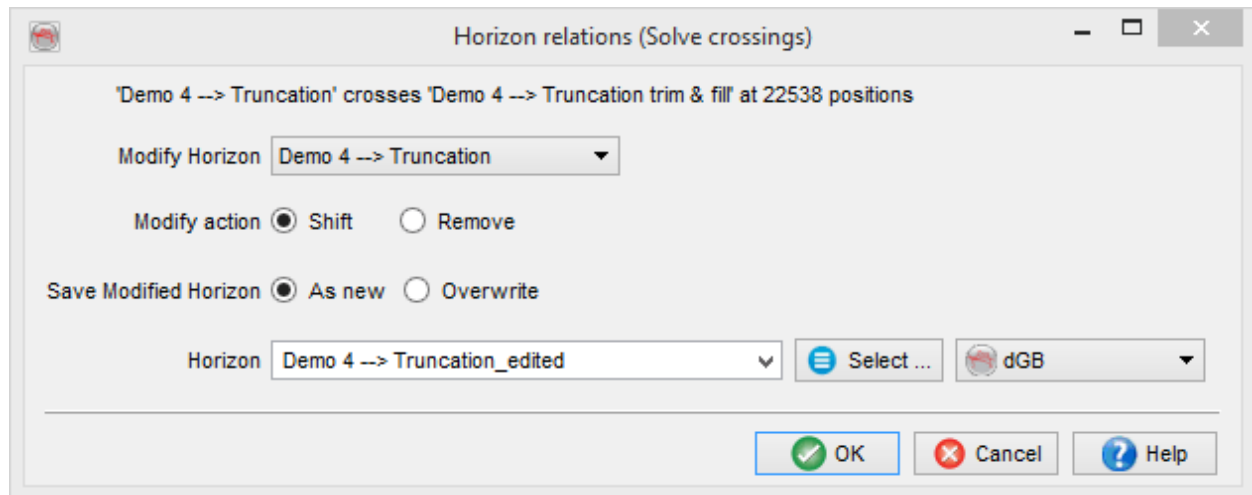 Horizon relations (Solve crossings)
'Demo 4 --> Truncation' crosses 'Demo 4 --> Truncation trim & fill' at 22538 positions
Modify Horizon Demo 4 --> Truncation
Modify action Shift Remove
Save Modified Horizon As new Overwrite
Horizon Demo 4 --> Truncation_edited Select ... dGB
OK Cancel Help